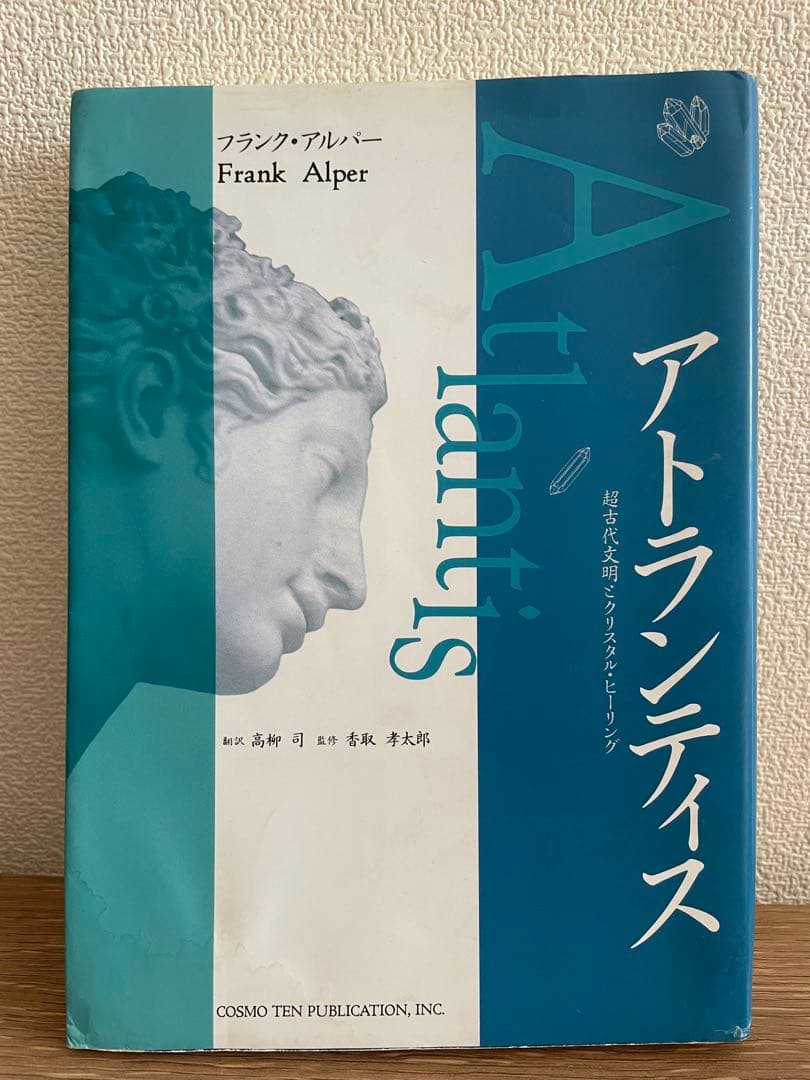 フランク・アルパー
Frank Alper
Atlantis
アトランティス
超古代文明とクリスタル・ヒーリング
翻訳 高柳 司 監修 香取 孝太郎
COSMO TEN PUBLICATION, INC.